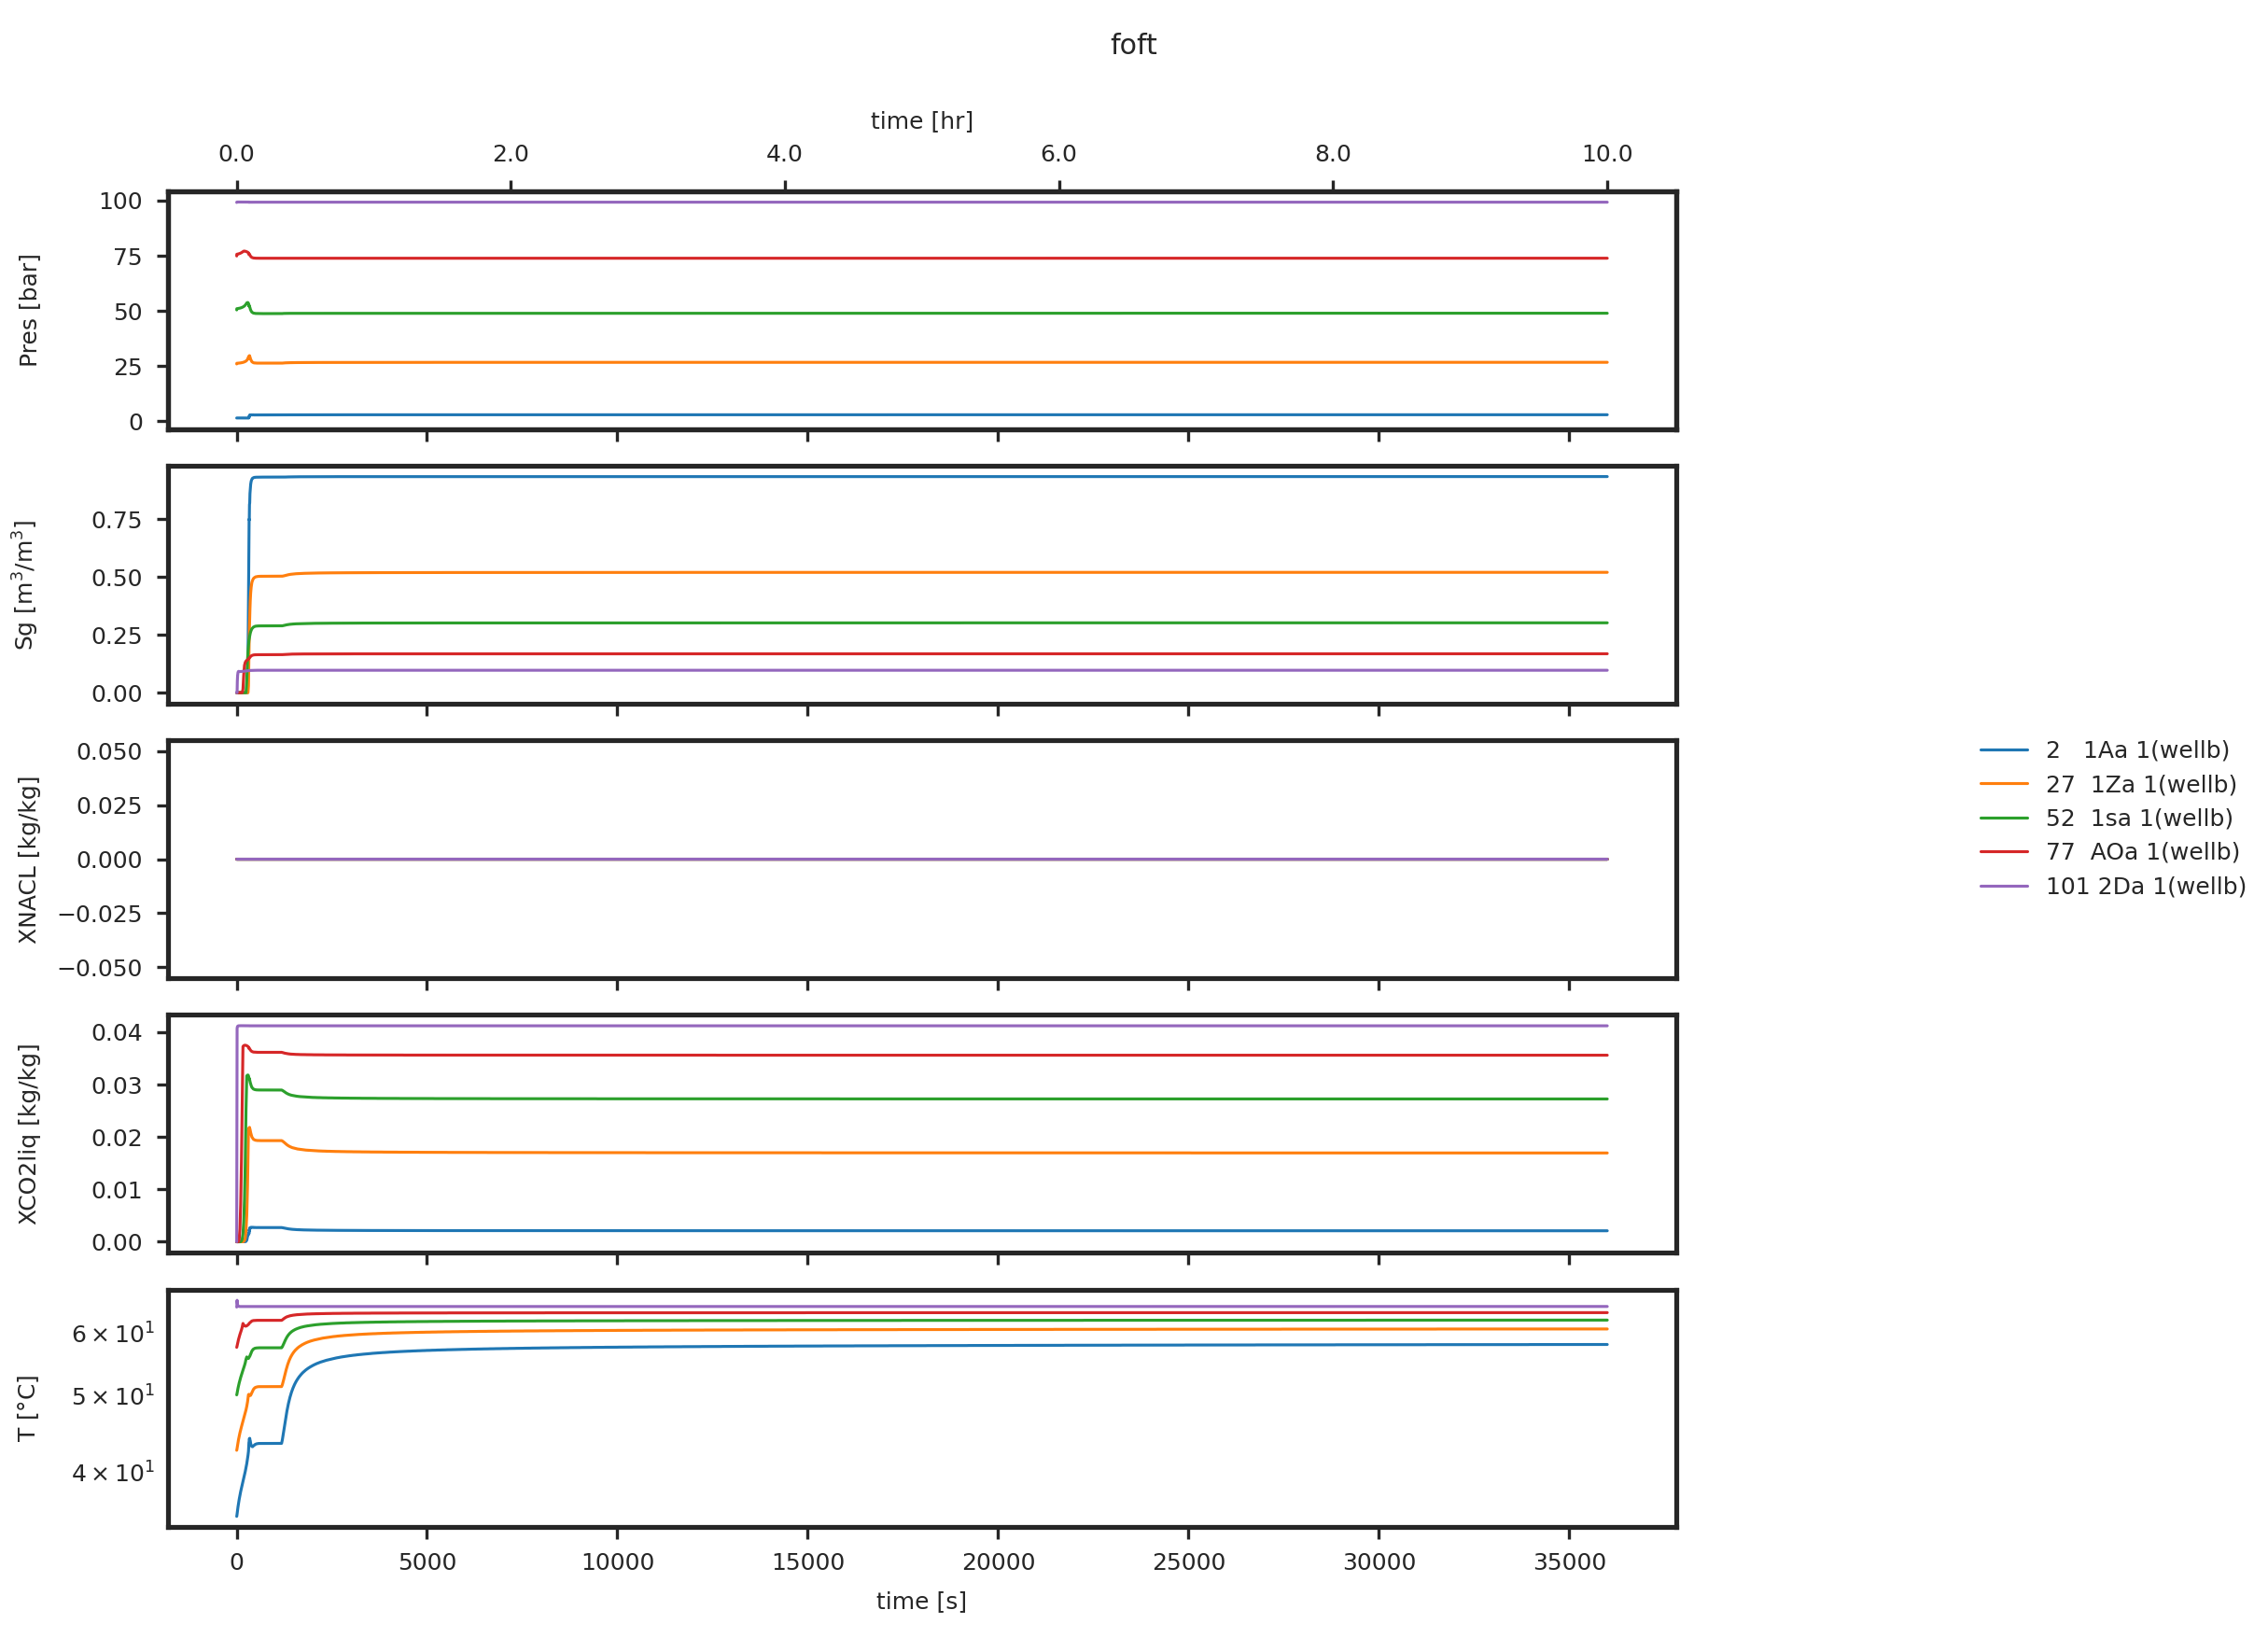 foft
time [hr]
0.0 2.0 4.0 6.0 8.0 10.0
Pres [bar]
100
75
50
25
0
Sg [m³/m³]
0.75
0.50
0.25
0.00
XNACL [kg/kg]
0.050
0.025
0.000
−0.025
−0.050
2 1Aa 1(wellb)
27 1Za 1(wellb)
52 1sa 1(wellb)
77 AOa 1(wellb)
101 2Da 1(wellb)
XCO2liq [kg/kg]
0.04
0.03
0.02
0.01
0.00
T [°C]
6 × 10¹
5 × 10¹
4 × 10¹
0 5000 10000 15000 20000 25000 30000 35000
time [s]